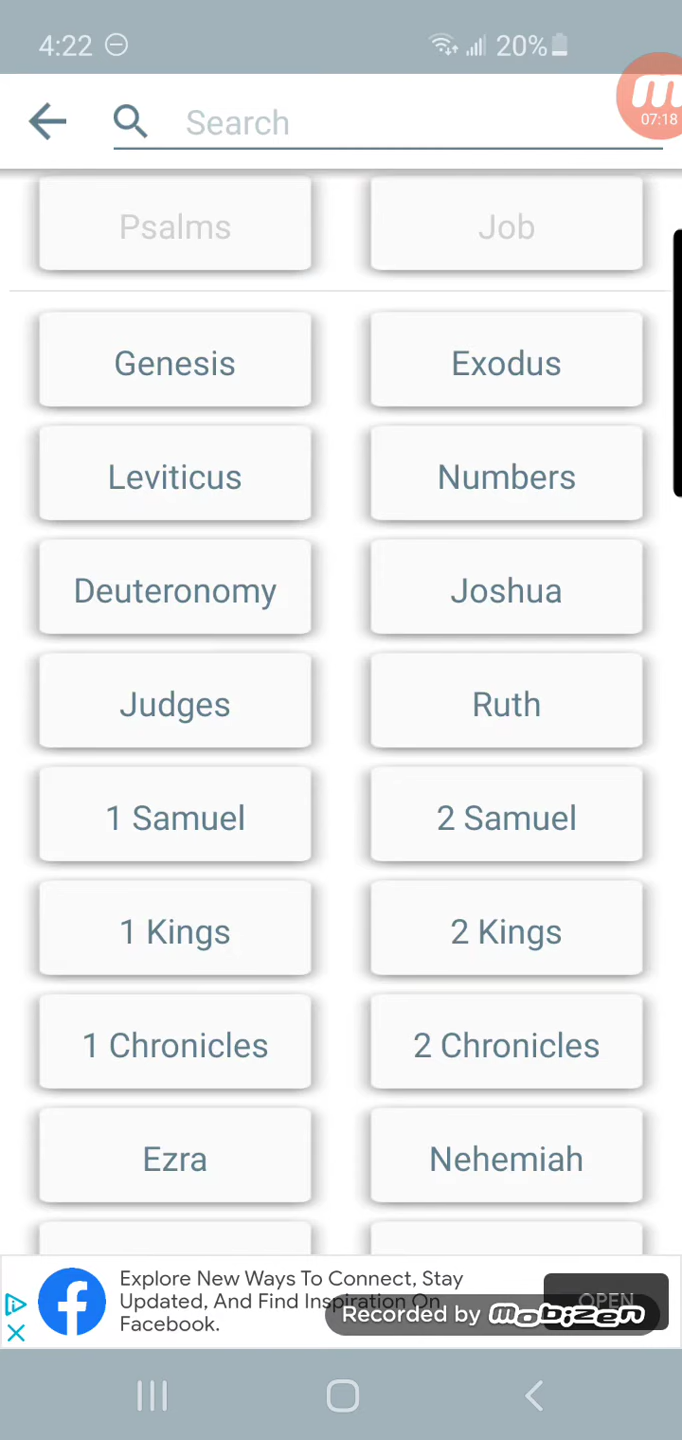 4:22 20%
Search
07:18
Psalms Job
Genesis Exodus
Leviticus Numbers
Deuteronomy Joshua
Judges Ruth
1 Samuel 2 Samuel
1 Kings 2 Kings
1 Chronicles 2 Chronicles
Ezra Nehemiah
Explore New Ways To Connect, Stay
Updated, And Find Inspiration On
Facebook.
OPEN
Recorded by mobizen